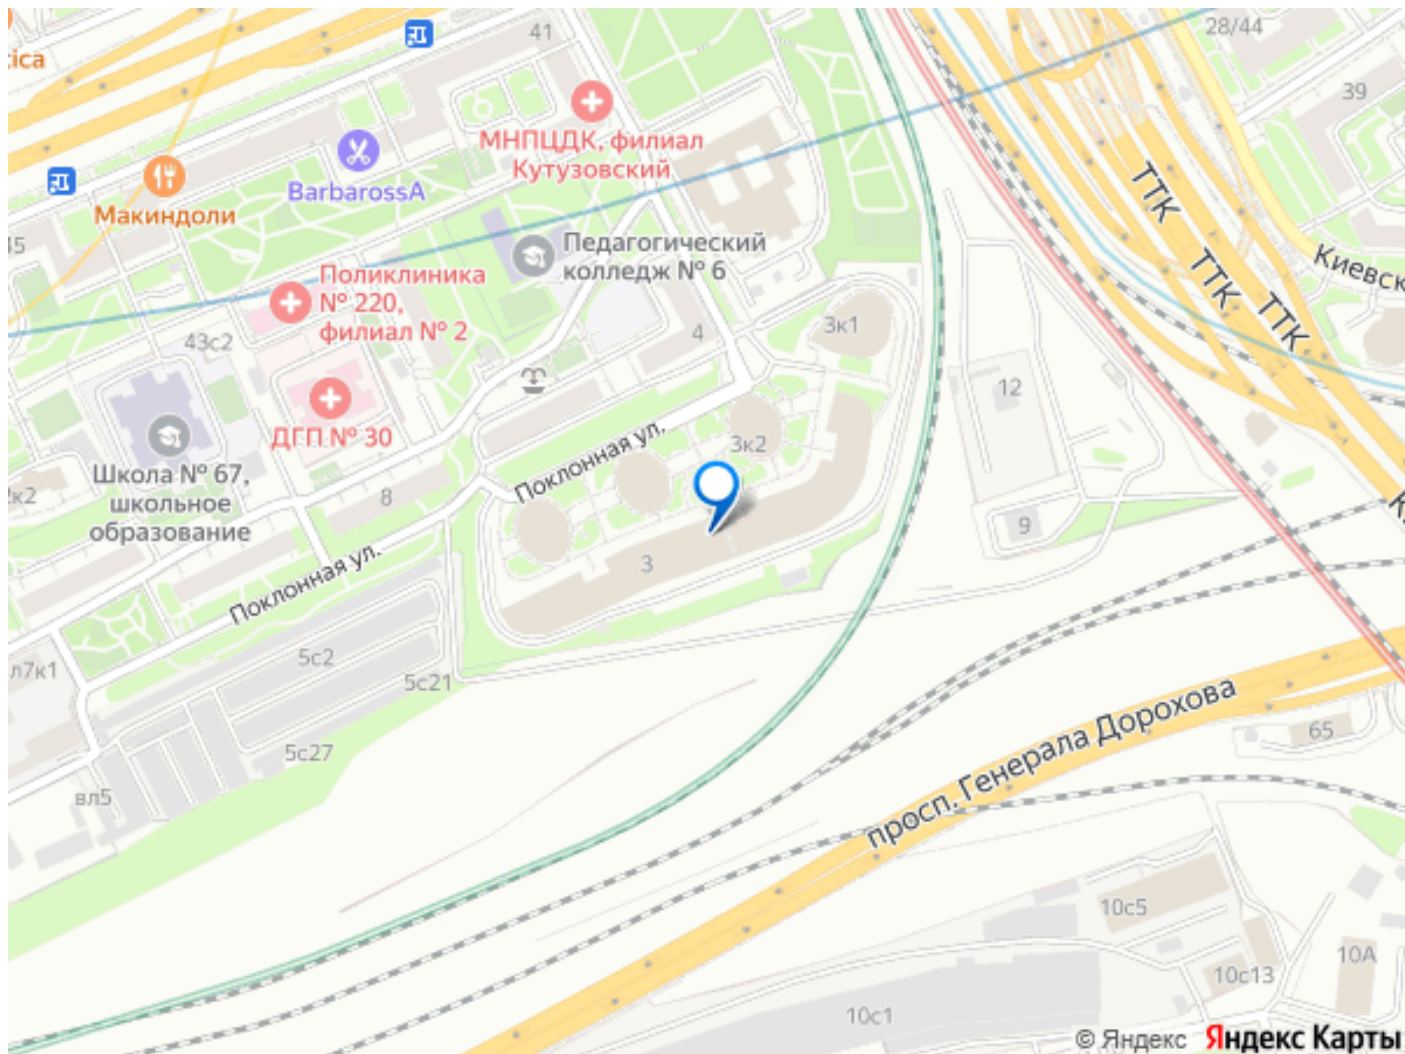 41
28/44
39
МНПЦДК, филиал
Кутузовский
BarbarossA
Макиндоли
45
ТТК
ТТК
ТТК
Педагогический
колледж № 6
Поликлиника
№ 220,
филиал № 2
43с2
4
3к1
12
ДГП № 30
Поклонная ул.
3к2
Школа № 67,
школьное
образование
8
9
3
Поклонная ул.
5с2
5с21
л7к1
5с27
вл5
просп. Генерала Дорохова
65
10с5
10с13
10А
10с1
© Яндекс Яндекс Карты